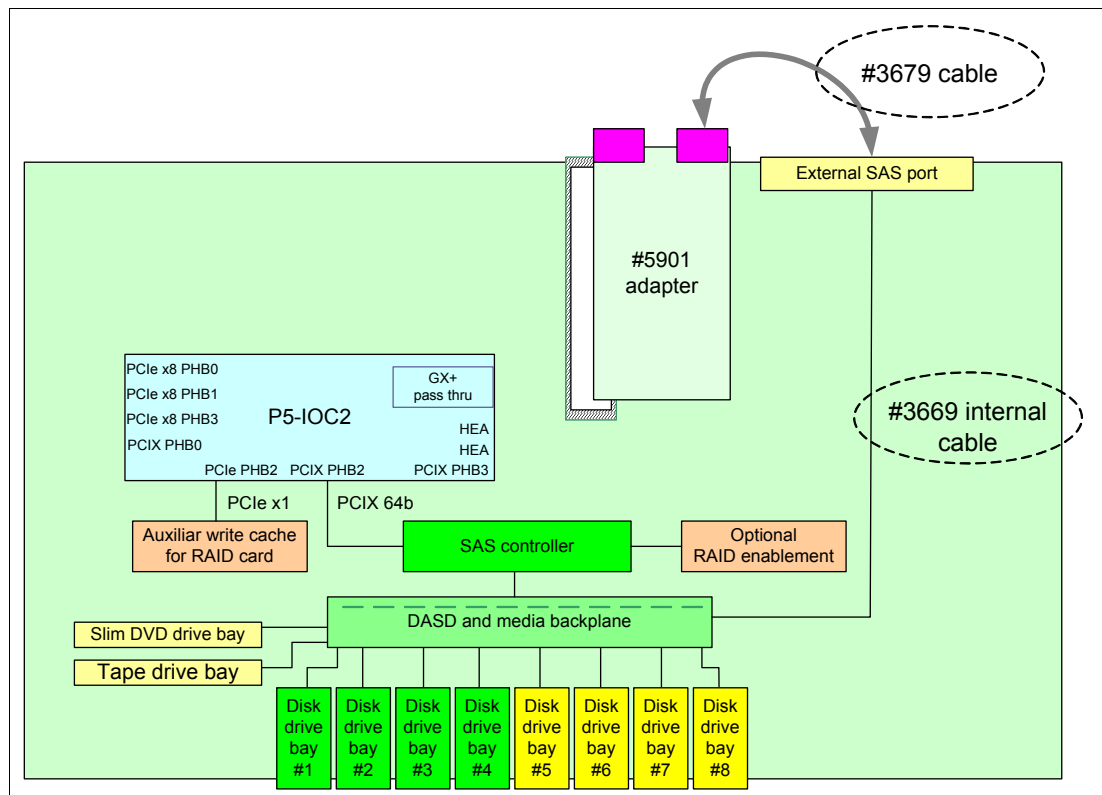 #3679 cable
External SAS port
#5901
adapter
#3669 internal
cable
PCIe x8 PHB0
PCIe x8 PHB1
PCIe x8 PHB3
PCIX PHB0
P5-IOC2
GX+
pass thru
HEA
HEA
PCIe PHB2
PCIX PHB2
PCIX PHB3
PCIe x1
PCIX 64b
Auxiliar write cache
for RAID card
SAS controller
Optional
RAID enablement
DASD and media backplane
Slim DVD drive bay
Tape drive bay
Disk
drive
bay
#1
Disk
drive
bay
#2
Disk
drive
bay
#3
Disk
drive
bay
#4
Disk
drive
bay
#5
Disk
drive
bay
#6
Disk
drive
bay
#7
Disk
drive
bay
#8